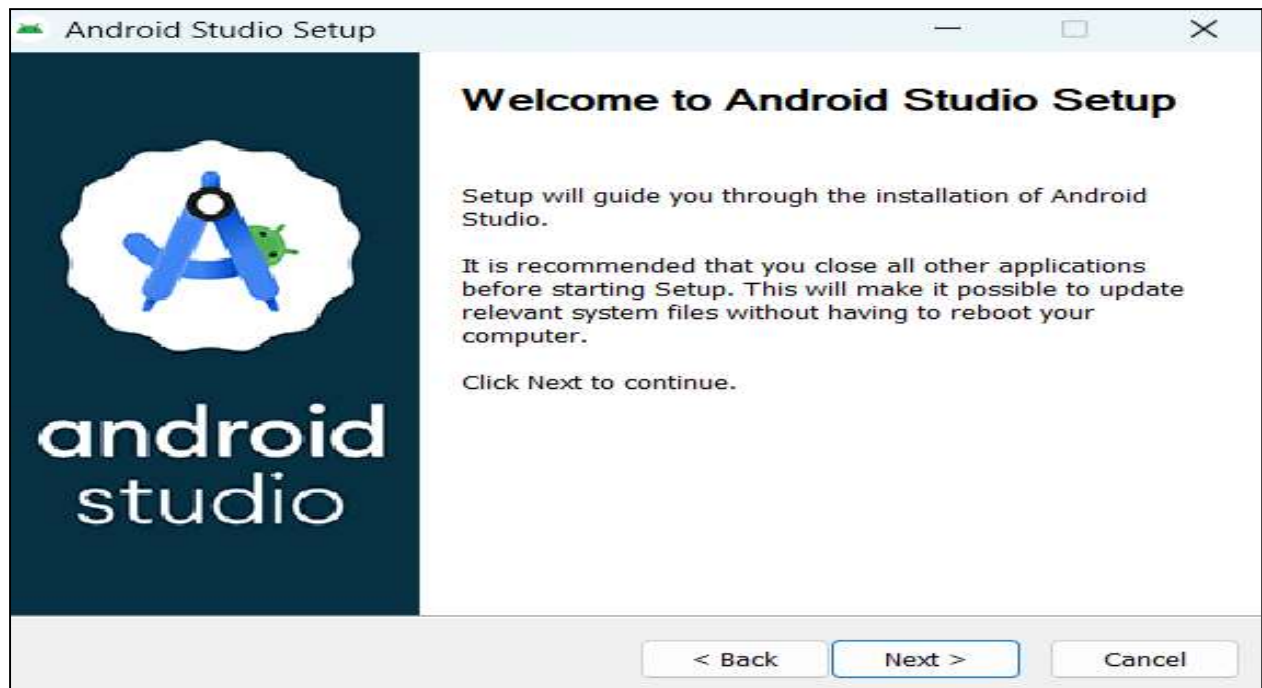 Android Studio Setup
Welcome to Android Studio Setup
Setup will guide you through the installation of Android
Studio.
It is recommended that you close all other applications
before starting Setup. This will make it possible to update
relevant system files without having to reboot your
computer.
Click Next to continue.
android
studio
< Back Next > Cancel